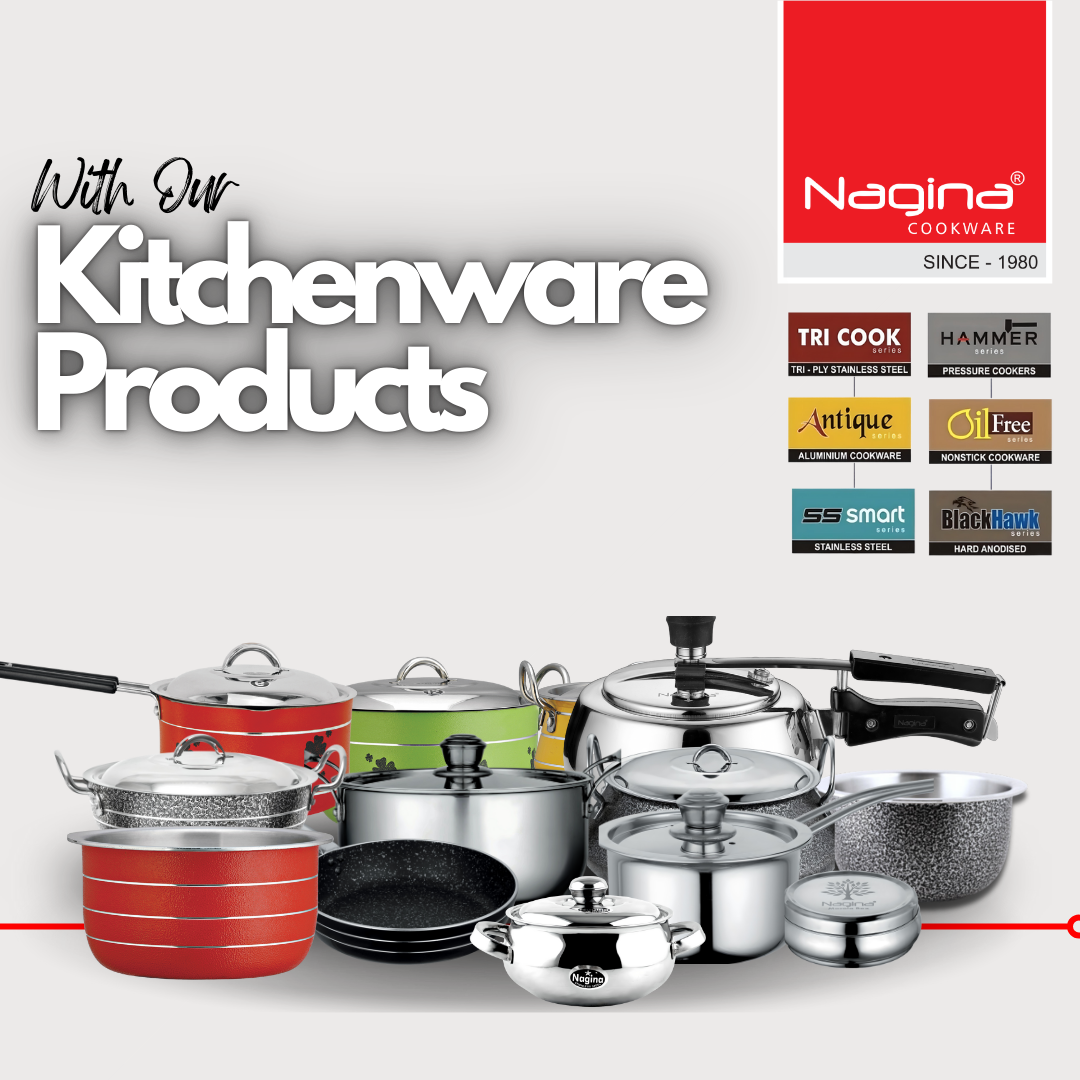 With Our
Kitchenware
Products
Nagina®
COOKWARE
SINCE - 1980
TRI COOK
series
TRI - PLY STAINLESS STEEL
HAMMER
series
PRESSURE COOKERS
Antique
series
ALUMINIUM COOKWARE
Oil Free
series
NONSTICK COOKWARE
SS smart
series
STAINLESS STEEL
BlackHawk
series
HARD ANODISED
Nagina
Nagina
Nagina